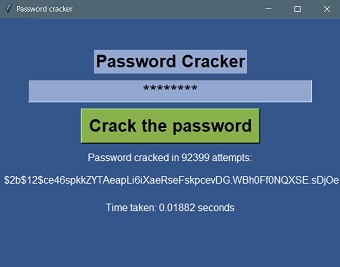 Password cracker
Password Cracker
********
Crack the password
Password cracked in 92399 attempts:
$2b$12$ce46spkkZYTAeapLi6iXaeRseFskpcevDG.WBh0Ff0NQXSE.sDjOe
Time taken: 0.01882 seconds